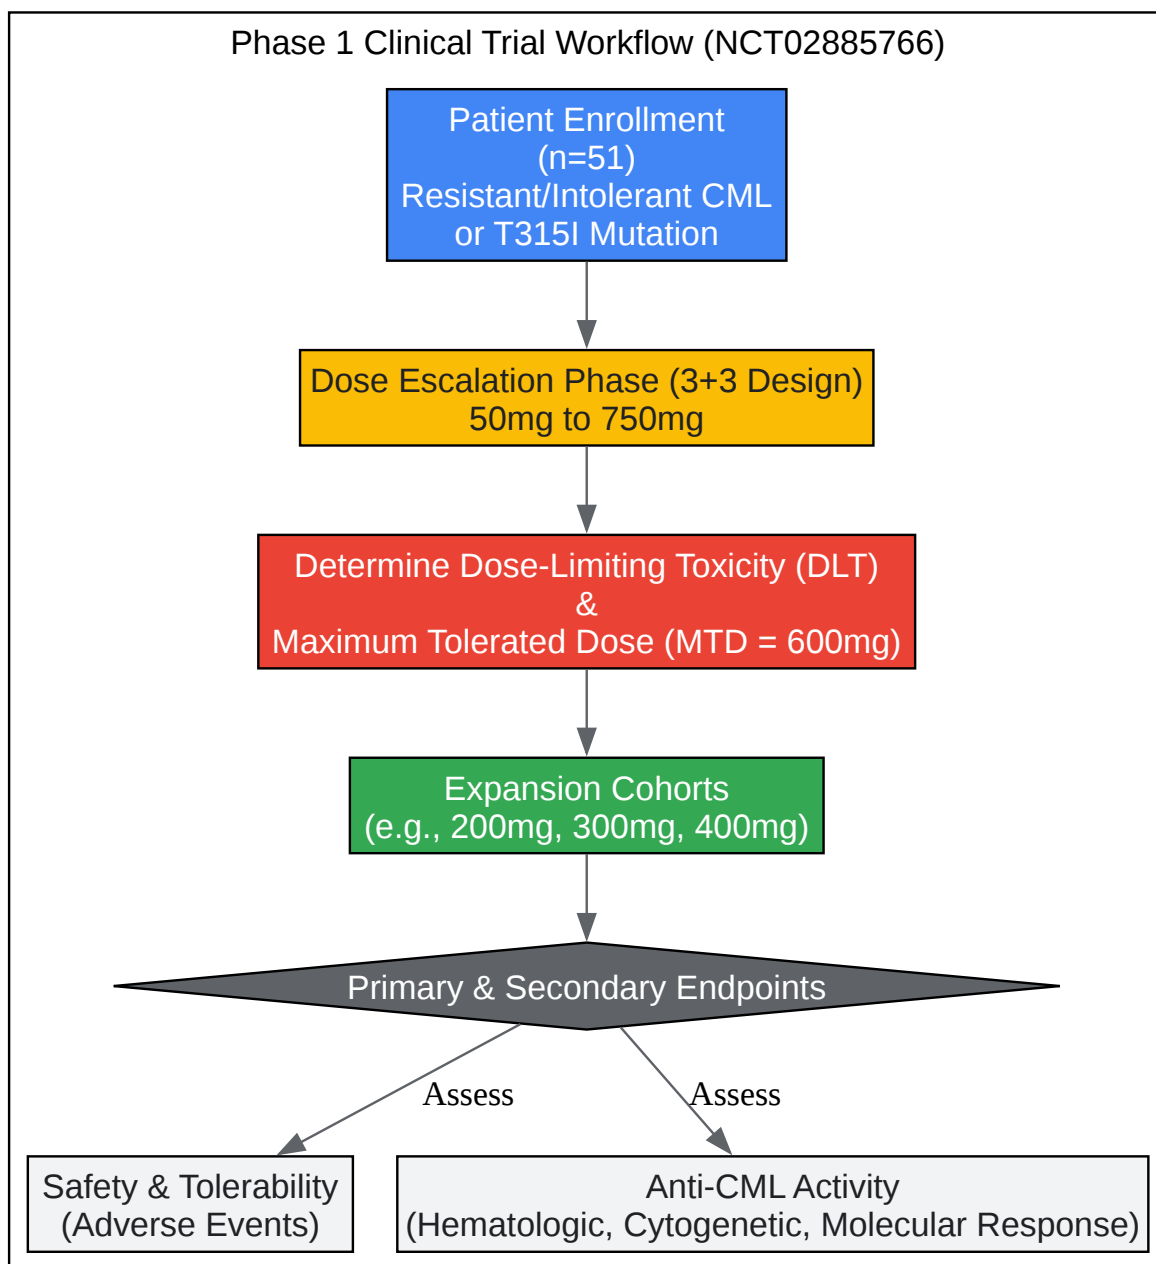 Phase 1 Clinical Trial Workflow (NCT02885766)
Patient Enrollment
(n=51)
Resistant/Intolerant CML
or T315I Mutation
Dose Escalation Phase (3+3 Design)
50mg to 750mg
Determine Dose-Limiting Toxicity (DLT)
&
Maximum Tolerated Dose (MTD = 600mg)
Expansion Cohorts
(e.g., 200mg, 300mg, 400mg)
Primary & Secondary Endpoints
Assess
Assess
Safety & Tolerability
(Adverse Events)
Anti-CML Activity
(Hematologic, Cytogenetic, Molecular Response)